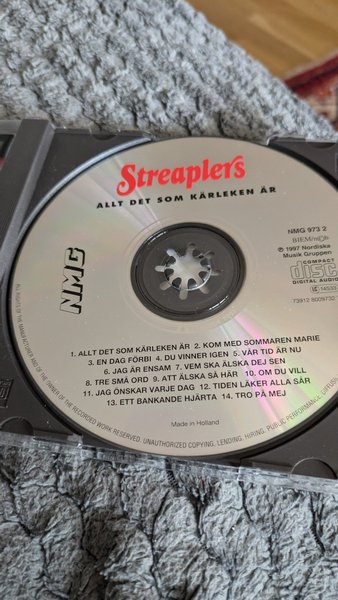 Streaplers
ALLT DET SOM KÄRLEKEN ÄR
NMG 973 2
BIEM/n©b
℗ 1997 Nordiska
Musik Gruppen
COMPACT
disc
DIGITAL AUDIO
NMG
1. ALLT DET SOM KÄRLEKEN ÄR 2. KOM MED SOMMAREN MARIE
3. EN DAG FÖRBI 4. DU VINNER IGEN 5. VÅR TID ÄR NU
6. JAG ÄR ENSAM 7. VEM SKA ÄLSKA DEJ SEN
8. TRE SMÅ ORD 9. ATT ÄLSKA SÅ HÄR 10. OM DU VILL
11. JAG ÖNSKAR VARJE DAG 12. TIDEN LÄKER ALLA SÅR
13. ETT BANKANDE HJÄRTA 14. TRO PÅ MEJ
Made in Holland
ALL RIGHTS OF THE MANUFACTURER AND OF THE OWNER OF THE RECORDED WORK RESERVED. UNAUTHORIZED COPYING, LENDING, HIRING, PUBLIC PERFORMANCE